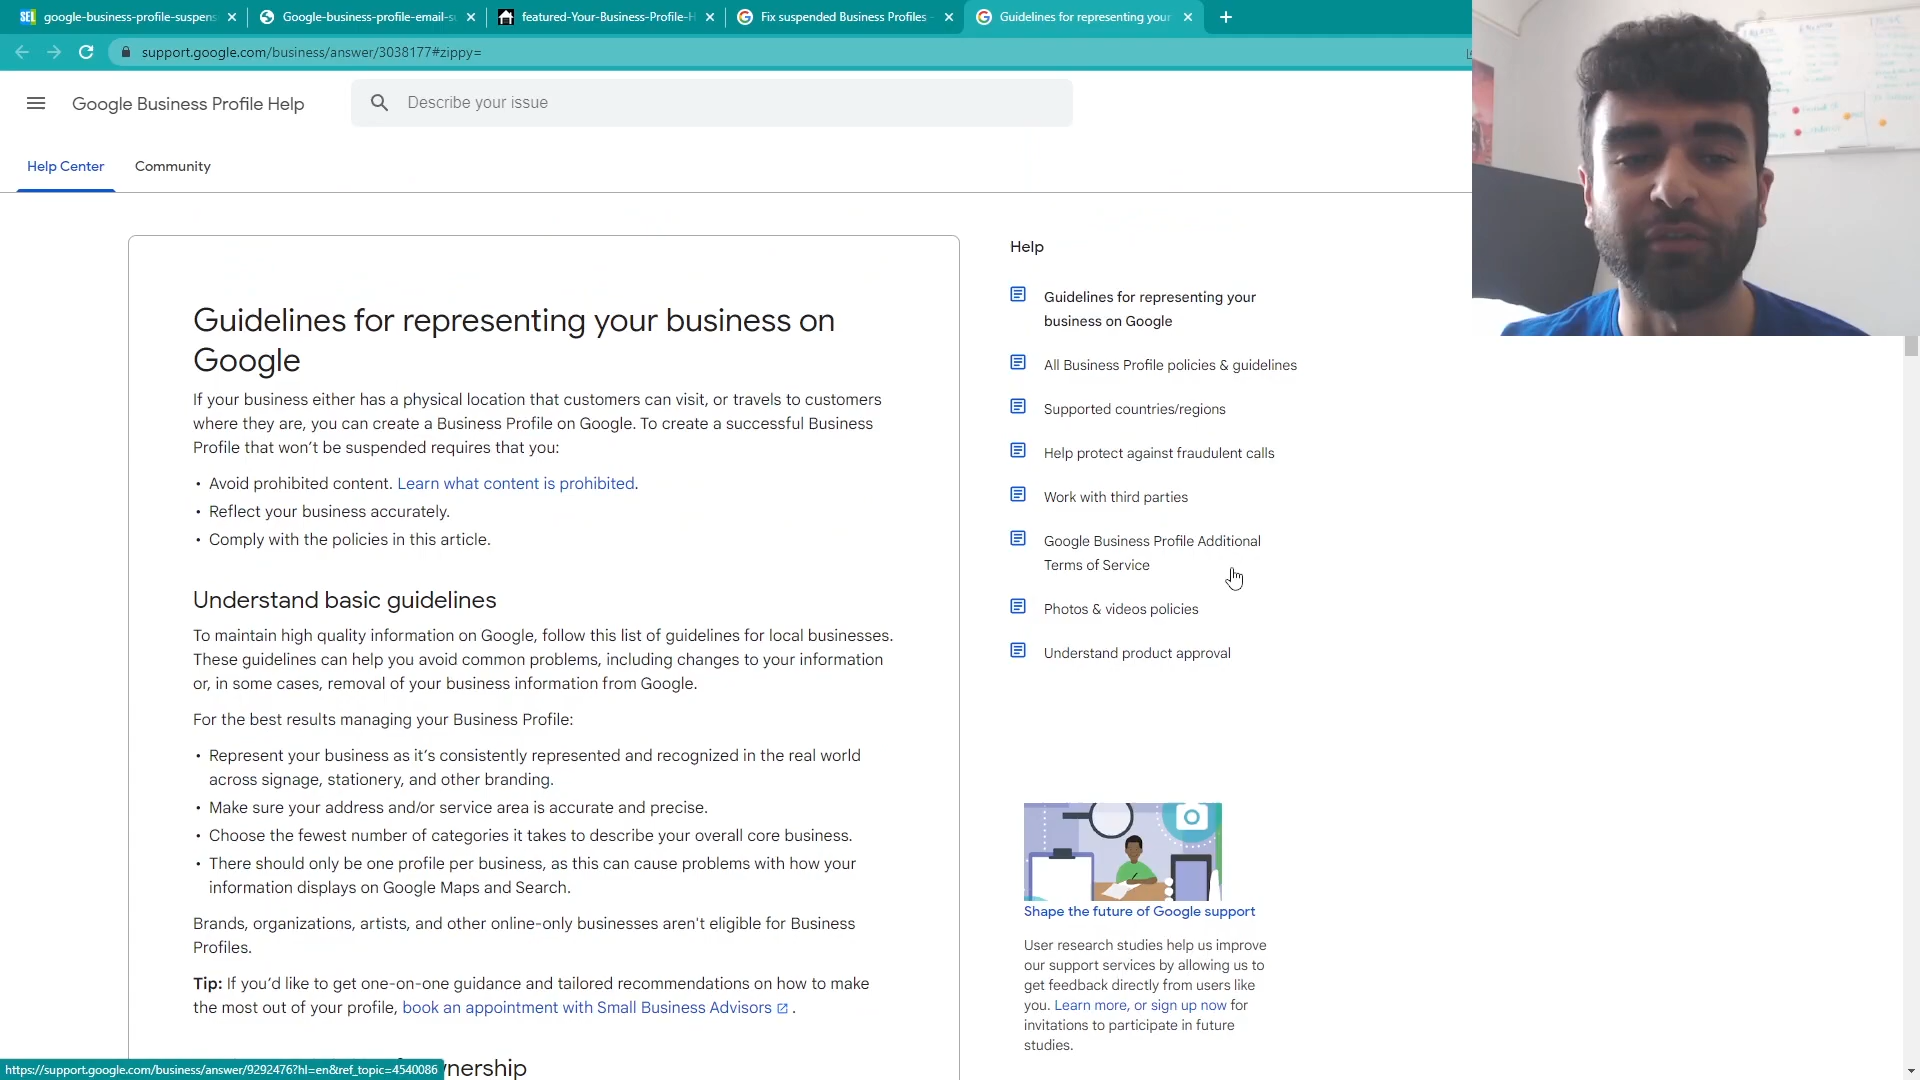 SEJ google-business-profile-suspens
Google-business-profile-email-su
featured-Your-Business-Profile-H
Fix suspended Business Profiles -
Guidelines for representing your
support.google.com/business/answer/3038177#zippy=
Google Business Profile Help
Describe your issue
Help Center
Community
Guidelines for representing your business on
Google
If your business either has a physical location that customers can visit, or travels to customers
where they are, you can create a Business Profile on Google. To create a successful Business
Profile that won’t be suspended requires that you:
• Avoid prohibited content. Learn what content is prohibited.
• Reflect your business accurately.
• Comply with the policies in this article.
Understand basic guidelines
To maintain high quality information on Google, follow this list of guidelines for local businesses.
These guidelines can help you avoid common problems, including changes to your information
or, in some cases, removal of your business information from Google.
For the best results managing your Business Profile:
• Represent your business as it’s consistently represented and recognized in the real world
across signage, stationery, and other branding.
• Make sure your address and/or service area is accurate and precise.
• Choose the fewest number of categories it takes to describe your overall core business.
• There should only be one profile per business, as this can cause problems with how your
information displays on Google Maps and Search.
Brands, organizations, artists, and other online-only businesses aren't eligible for Business
Profiles.
Tip: If you’d like to get one-on-one guidance and tailored recommendations on how to make
the most out of your profile, book an appointment with Small Business Advisors .
nership
https://support.google.com/business/answer/9292476?hl=en&ref_topic=4540086
Help
Guidelines for representing your
business on Google
All Business Profile policies & guidelines
Supported countries/regions
Help protect against fraudulent calls
Work with third parties
Google Business Profile Additional
Terms of Service
Photos & videos policies
Understand product approval
Shape the future of Google support
User research studies help us improve
our support services by allowing us to
get feedback directly from users like
you. Learn more, or sign up now for
invitations to participate in future
studies.